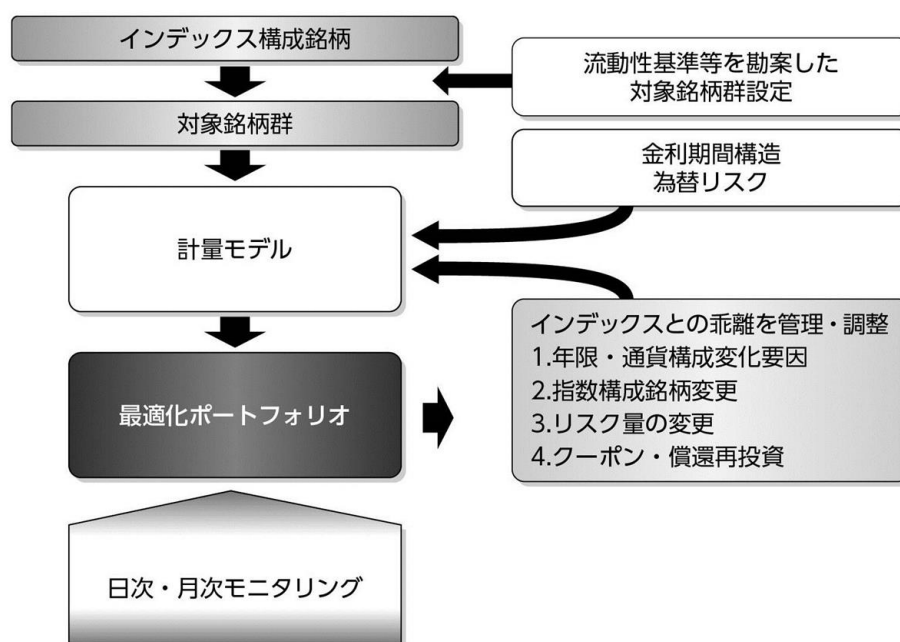 インデックス構成銘柄
流動性基準等を勘案した
対象銘柄群設定
対象銘柄群
金利期間構造
為替リスク
計量モデル
インデックスとの乖離を管理・調整
1.年限・通貨構成変化要因
2.指数構成銘柄変更
3.リスク量の変更
4.クーポン・償還再投資
最適化ポートフォリオ
日次・月次モニタリング